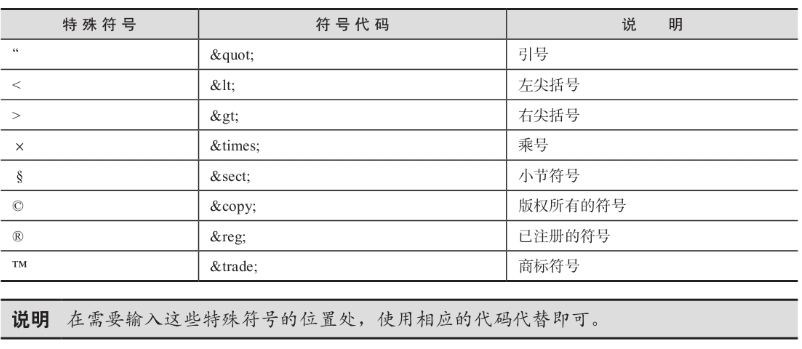 特殊符号 符号代码 说 明
“ &quot; 引号
< &lt; 左尖括号
> &gt; 右尖括号
× &times; 乘号
§ &sect; 小节符号
© &copy; 版权所有的符号
® &reg; 已注册的符号
™ &trade; 商标符号
说明 在需要输入这些特殊符号的位置处，使用相应的代码代替即可。